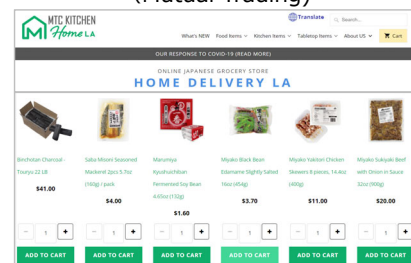 (Mutual Trading)
MTC KITCHEN
Home LA
Translate
Search...
What's NEW Food Items Kitchen Items Tabletop Items About US Cart
OUR RESPONSE TO COVID-19 (READ MORE)
ONLINE JAPANESE GROCERY STORE
HOME DELIVERY LA
Binchotan Charcoal -
Touryu 22 LB
$41.00
Saba Misoni Seasoned
Mackerel 2pcs 5.7oz
(160g) / pack
$4.00
Marumiya
Kyushuichiban
Fermented Soy Bean
4.65oz (132g)
$1.60
Miyako Black Bean
Edamame Slightly Salted
16oz (454g)
$3.70
Miyako Yakitori Chicken
Skewers 8 pieces, 14.4oz
(408g)
$11.00
Miyako Sukiyaki Beef
with Onion in Sauce
32oz (908g)
$20.00
- 1 + - 1 + - 1 + - 1 + - 1 + - 1 +
ADD TO CART ADD TO CART ADD TO CART ADD TO CART ADD TO CART ADD TO CART